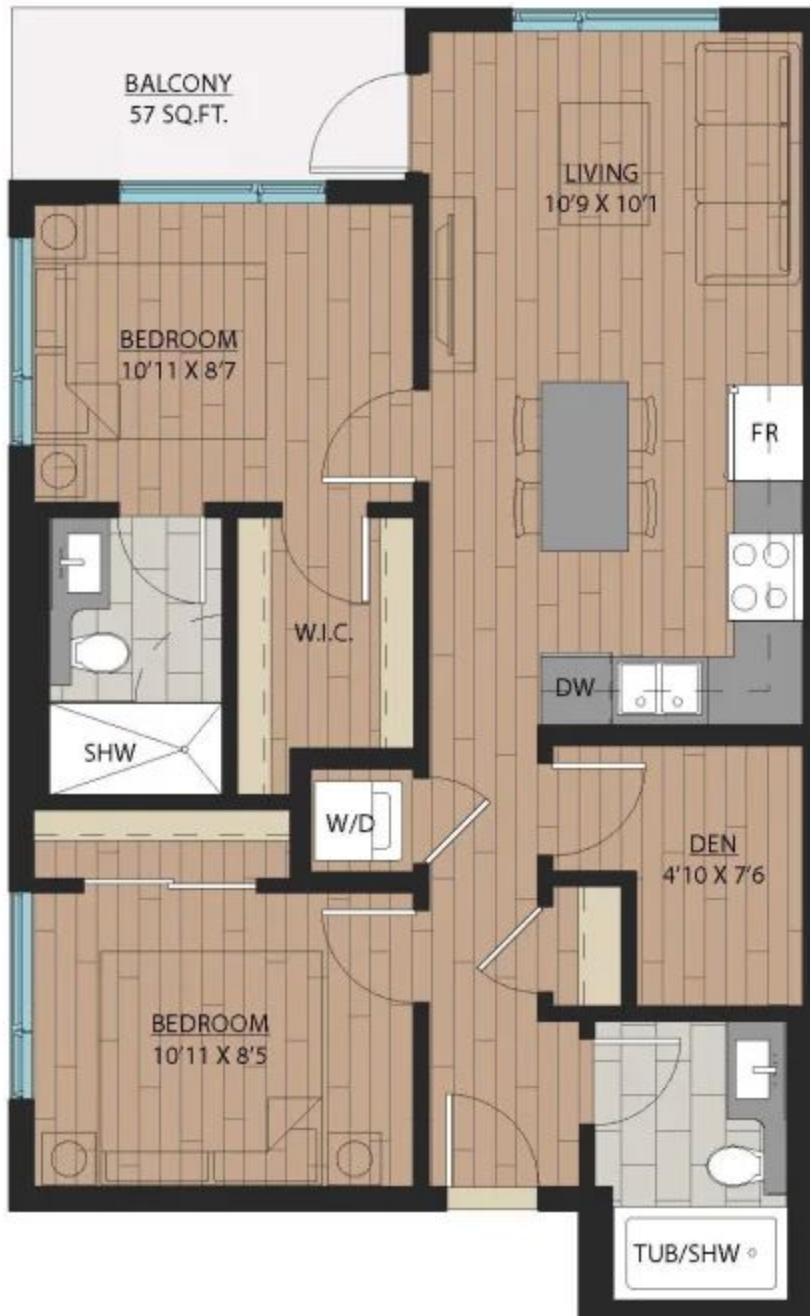 BALCONY
57 SQ.FT.
LIVING
10'9 X 10'1
BEDROOM
10'11 X 8'7
FR
W.I.C.
DW
SHW
W/D
DEN
4'10 X 7'6
BEDROOM
10'11 X 8'5
TUB/SHW